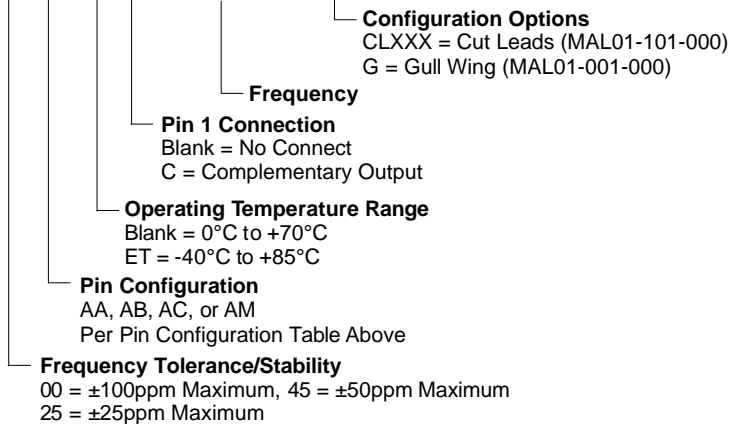 Configuration Options
CLXXX = Cut Leads (MAL01-101-000)
G = Gull Wing (MAL01-001-000)
Frequency
Pin 1 Connection
Blank = No Connect
C = Complementary Output
Operating Temperature Range
Blank = 0°C to +70°C
ET = -40°C to +85°C
Pin Configuration
AA, AB, AC, or AM
Per Pin Configuration Table Above
Frequency Tolerance/Stability
00 = ±100ppm Maximum, 45 = ±50ppm Maximum
25 = ±25ppm Maximum